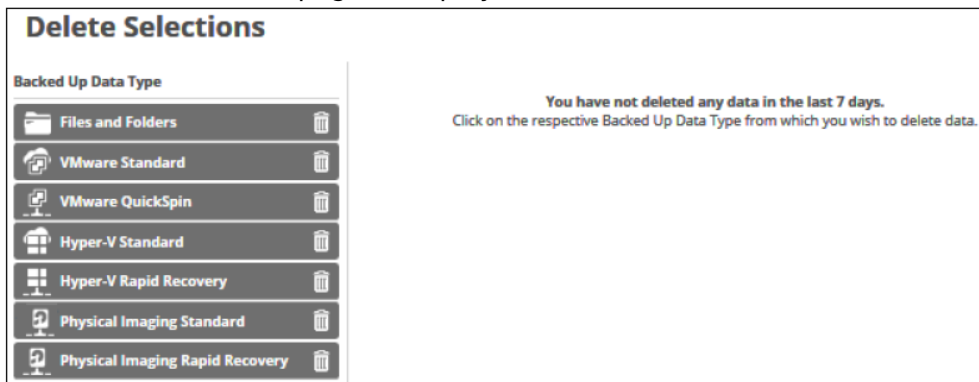 Delete Selections
Backed Up Data Type
Files and Folders
VMware Standard
VMware QuickSpin
Hyper-V Standard
Hyper-V Rapid Recovery
Physical Imaging Standard
Physical Imaging Rapid Recovery
You have not deleted any data in the last 7 days.
Click on the respective Backed Up Data Type from which you wish to delete data.